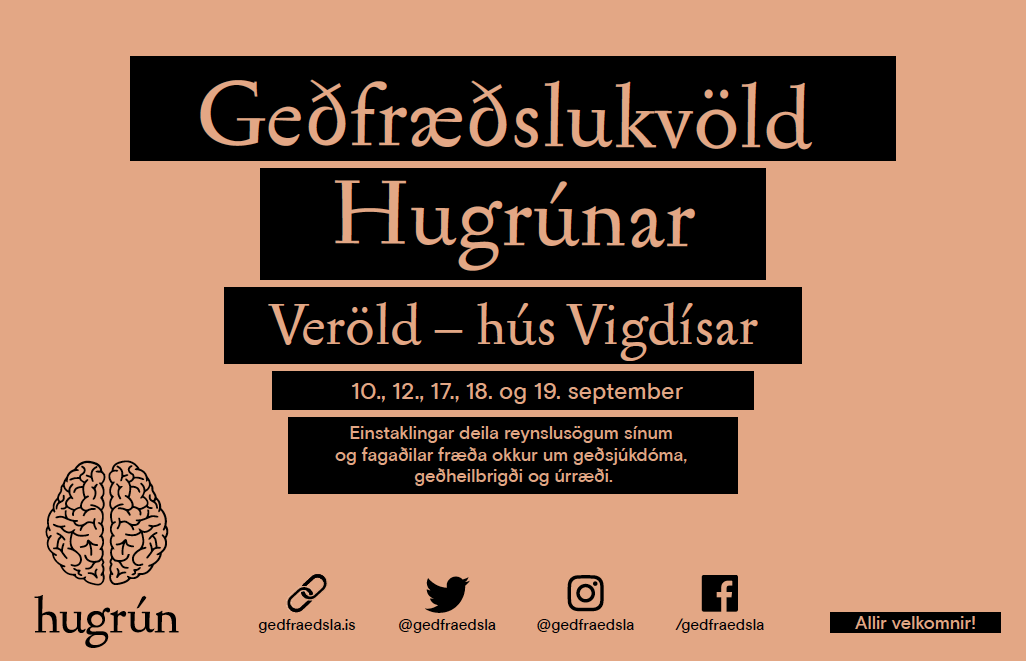 Geðfræðslukvöld
Hugrúnar
Veröld – hús Vigdísar
10., 12., 17., 18. og 19. september
Einstaklingar deila reynslusögum sínum
og fagaðilar fræða okkur um geðsjúkdóma,
geðheilbrigði og úrræði.
hugrún
gedfraedsla.is
@gedfraedsla
@gedfraedsla
/gedfraedsla
Allir velkomnir!